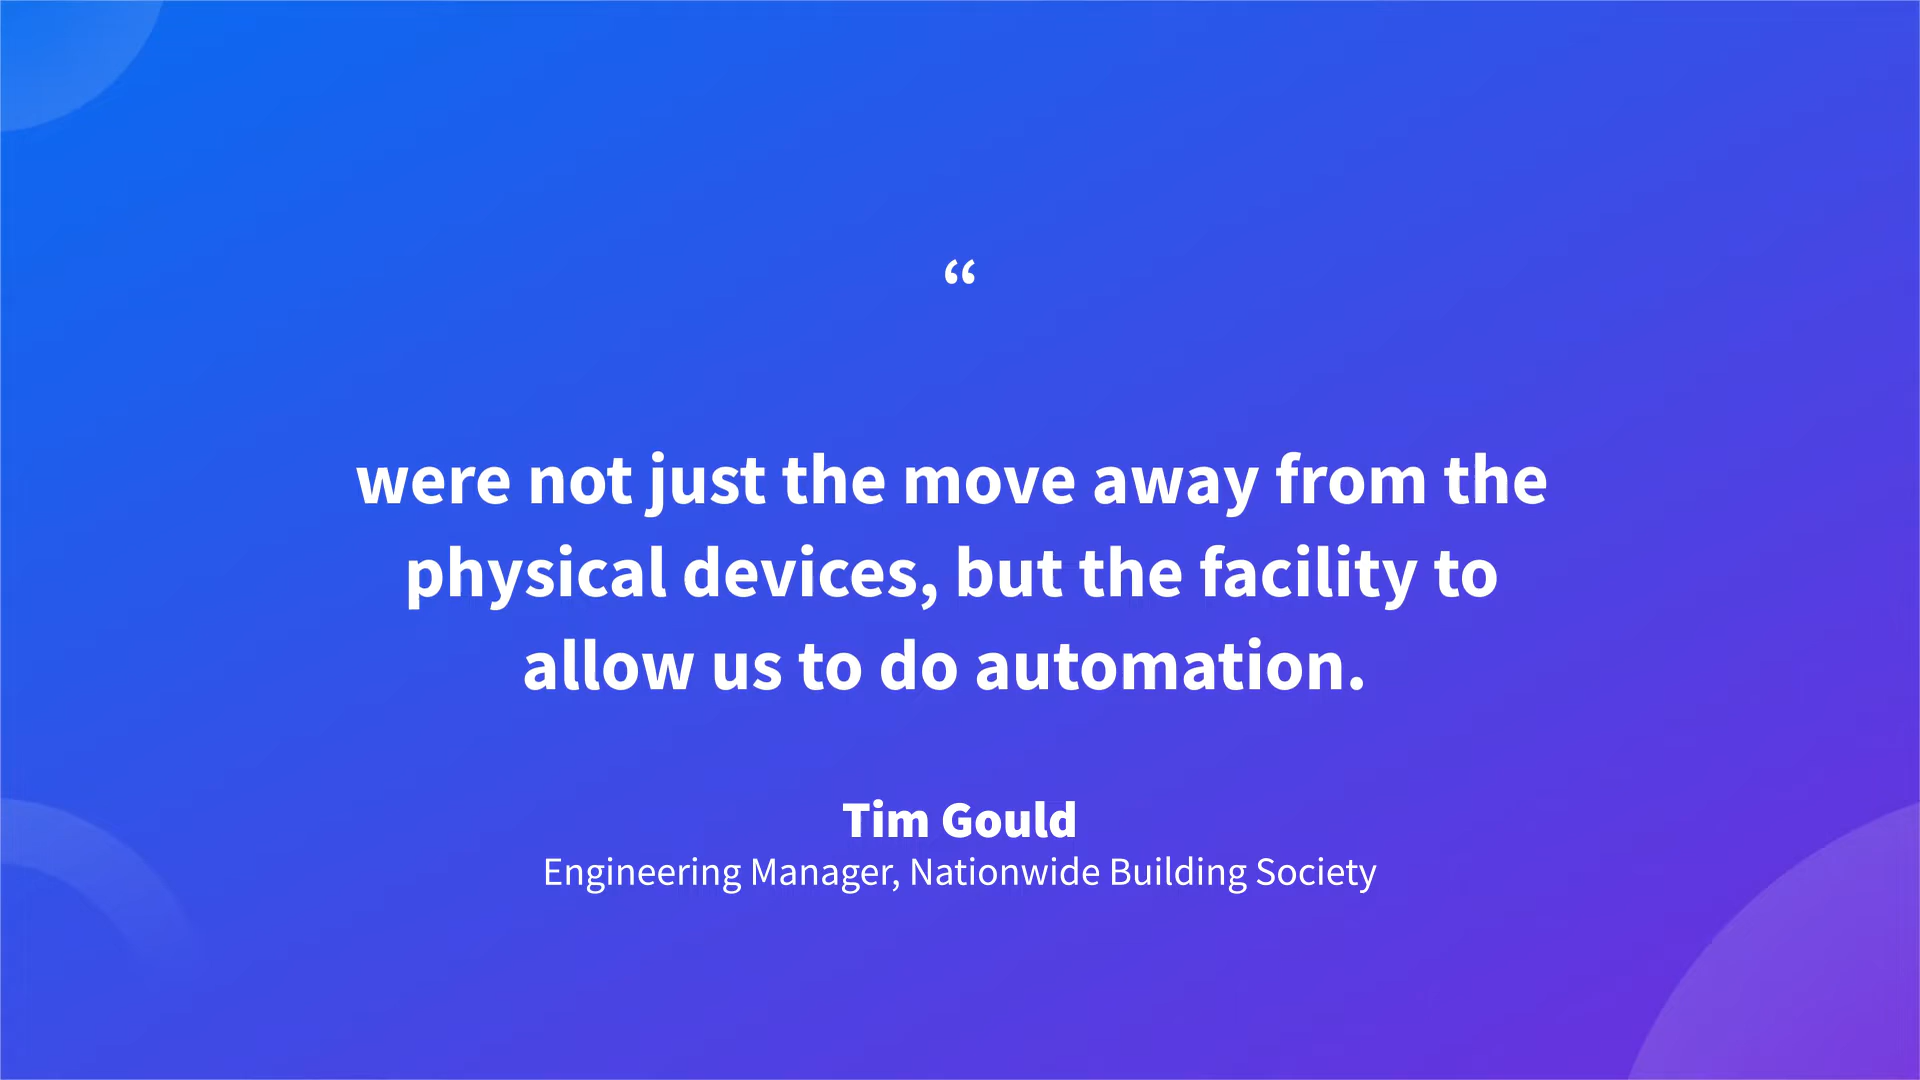 “
were not just the move away from the
physical devices, but the facility to
allow us to do automation.
Tim Gould
Engineering Manager, Nationwide Building Society